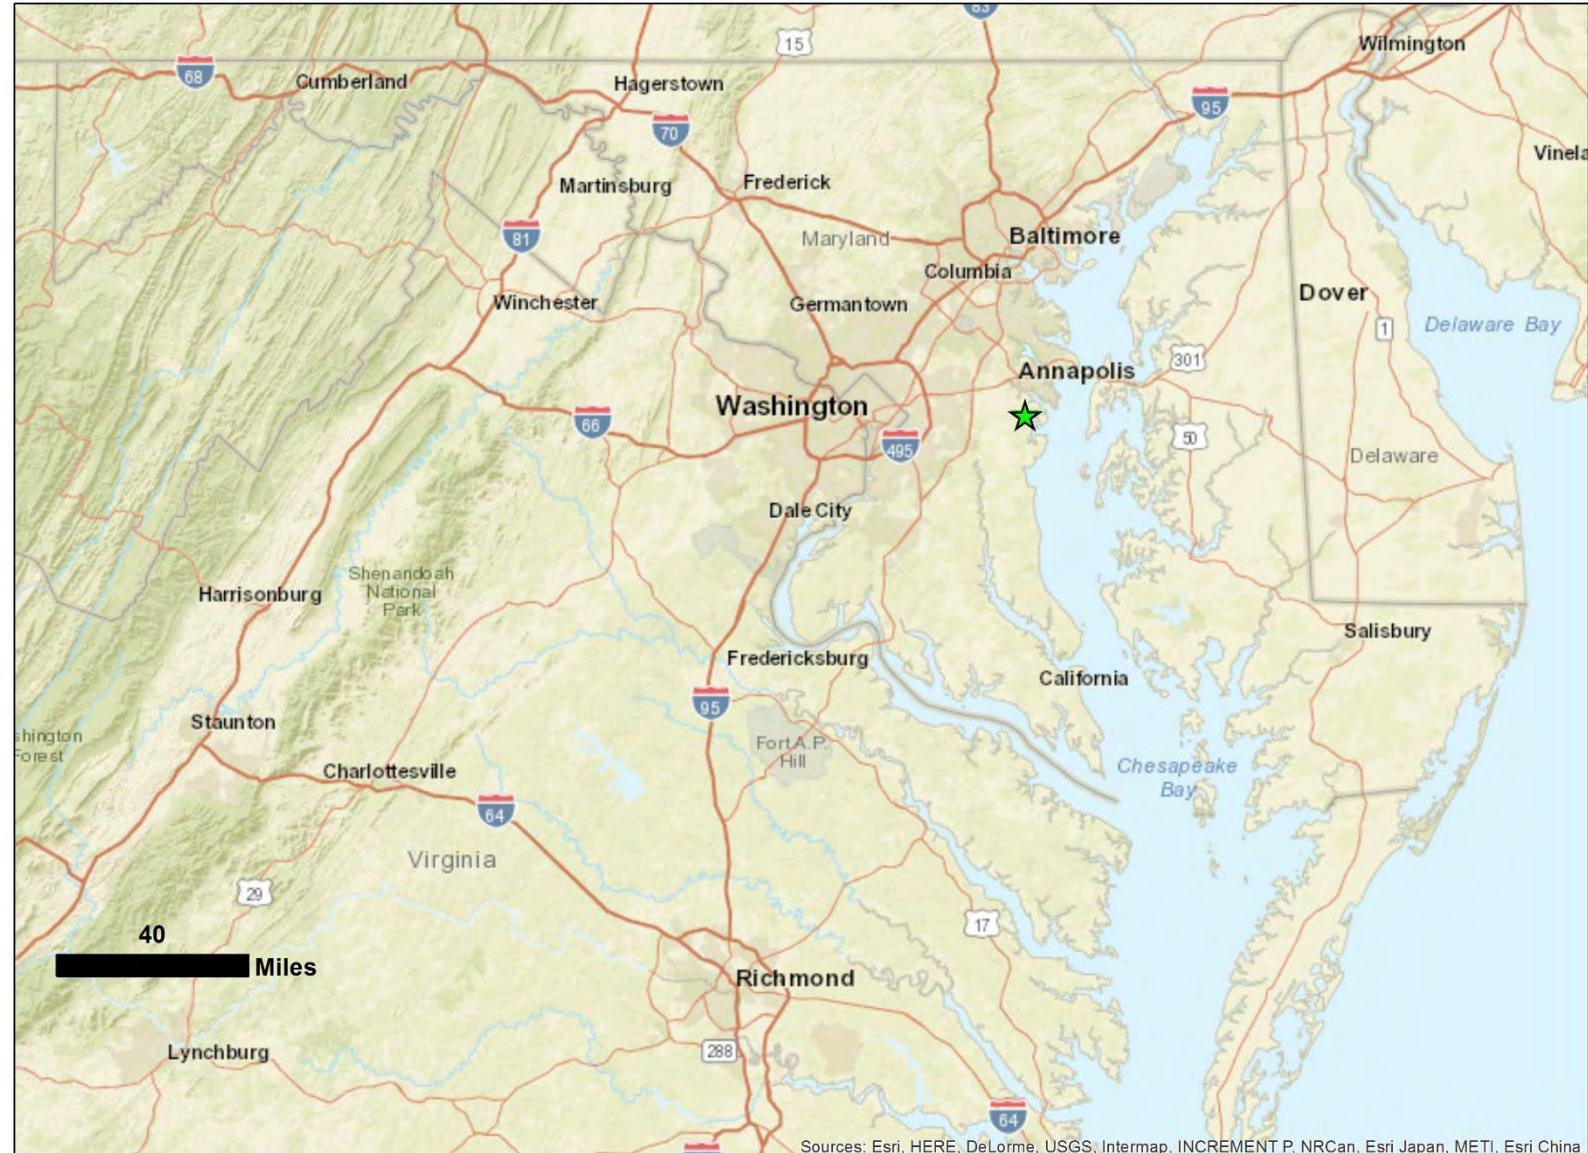 83
15
Wilmington
68
Cumberland
Hagerstown
95
70
Vinela
Martinsburg
Frederick
81
Maryland
Baltimore
Columbia
Winchester
Germantown
Dover
Delaware Bay
1
301
Annapolis
Washington
66
495
50
Delaware
Dale City
Shenandoah
National
Park
Harrisonburg
Salisbury
Fredericksburg
California
95
Staunton
shington
Forest
Fort A.P.
Hill
Charlottesville
Chesapeake
Bay
64
Virginia
29
17
40
Miles
Richmond
Lynchburg
288
64
Sources: Esri, HERE, DeLorme, USGS, Intermap, INCREMENT P, NRCan, Esri Japan, METI, Esri China